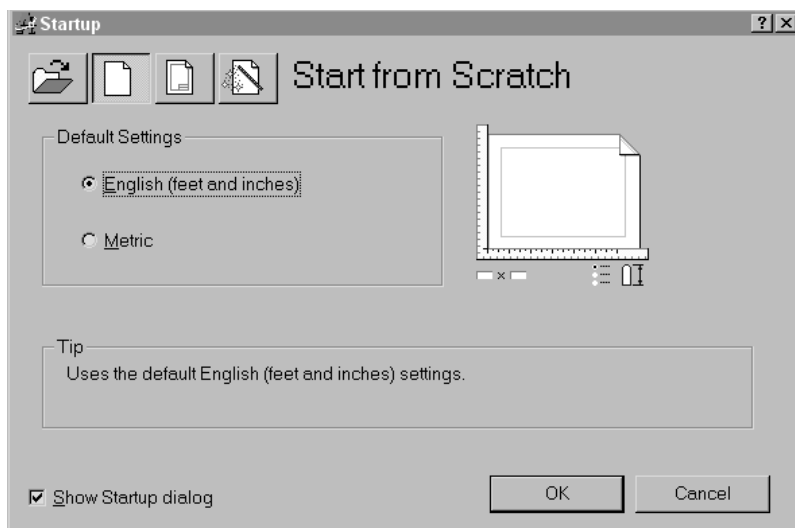 Startup
Start from Scratch
Default Settings
English (feet and inches)
Metric
Tip
Uses the default English (feet and inches) settings.
Show Startup dialog
OK
Cancel